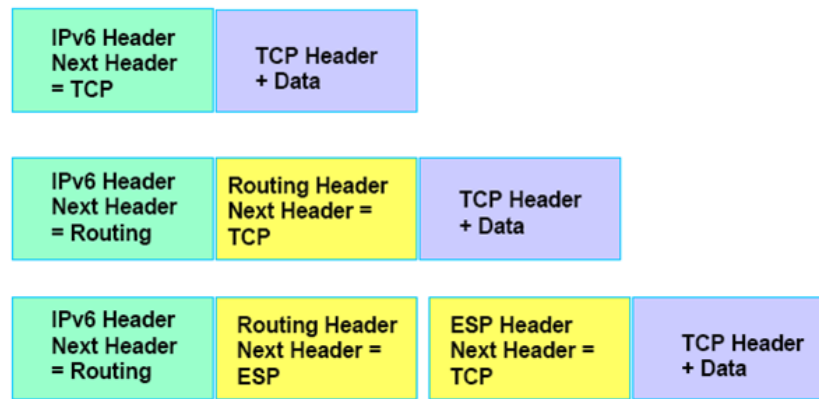 IPv6 Header
Next Header
= TCP
TCP Header
+ Data
IPv6 Header
Next Header
= Routing
Routing Header
Next Header =
TCP
TCP Header
+ Data
IPv6 Header
Next Header
= Routing
Routing Header
Next Header =
ESP
ESP Header
Next Header =
TCP
TCP Header
+ Data